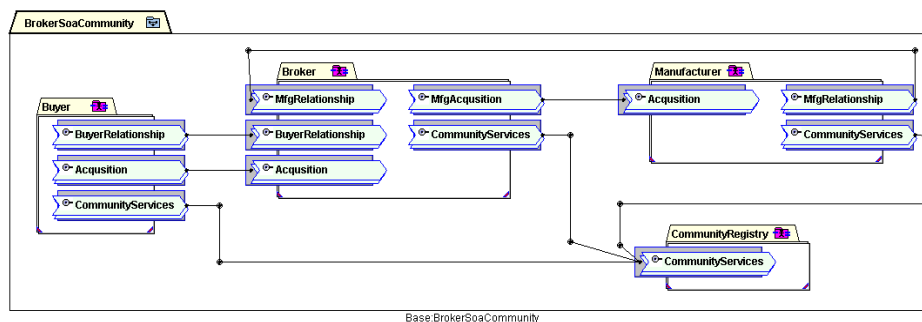 BrokerSoaCommunity
Broker
Manufacturer
MfgRelationship
MfgAcqusition
Acqusition
MfgRelationship
Buyer
BuyerRelationship
BuyerRelationship
CommunityServices
CommunityServices
Acqusition
Acqusition
CommunityServices
CommunityRegistry
CommunityServices
Base:BrokerSoaCommunity